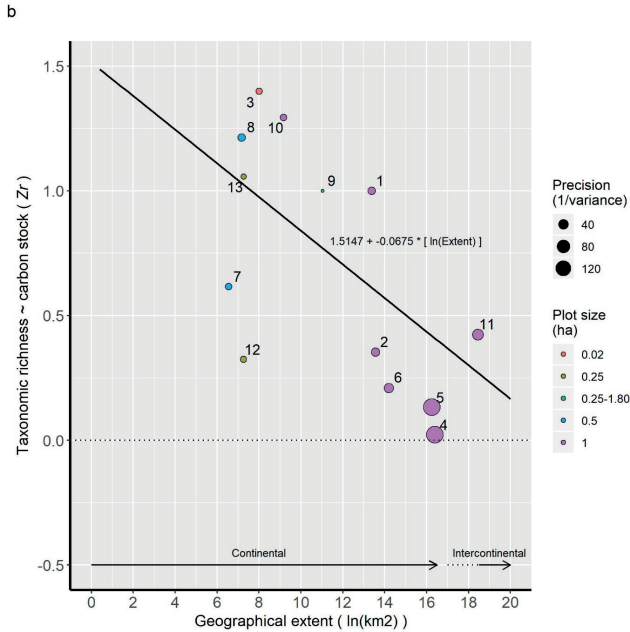 b
Taxonomic richness ~ carbon stock ( Zr )
1.5
1.0
0.5
0.0
-0.5
3
10
8
13
9
1
1.5147 + -0.0675 * [ ln(Extent) ]
7
12
2
6
11
5
4
Continental
Intercontinental
0 2 4 6 8 10 12 14 16 18 20
Geographical extent ( ln(km2) )
Precision
(1/variance)
40
80
120
Plot size
(ha)
0.02
0.25
0.25-1.80
0.5
1